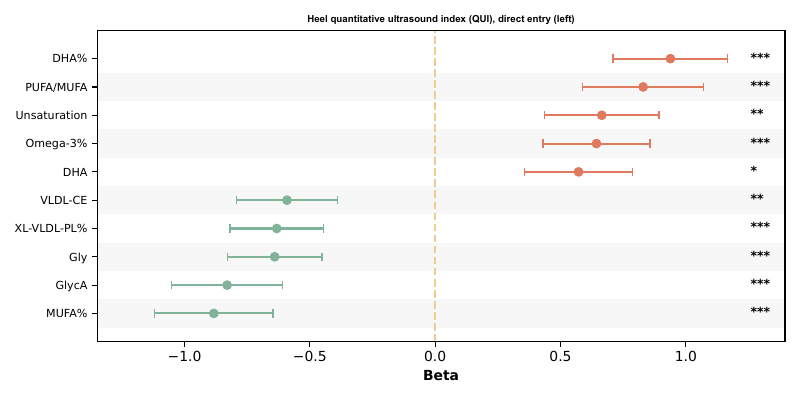 Heel quantitative ultrasound index (QUI), direct entry (left)
DHA% ***
PUFA/MUFA ***
Unsaturation **
Omega-3% ***
DHA *
VLDL-CE **
XL-VLDL-PL% ***
Gly ***
GlycA ***
MUFA% ***
−1.0 −0.5 0.0 0.5 1.0
Beta